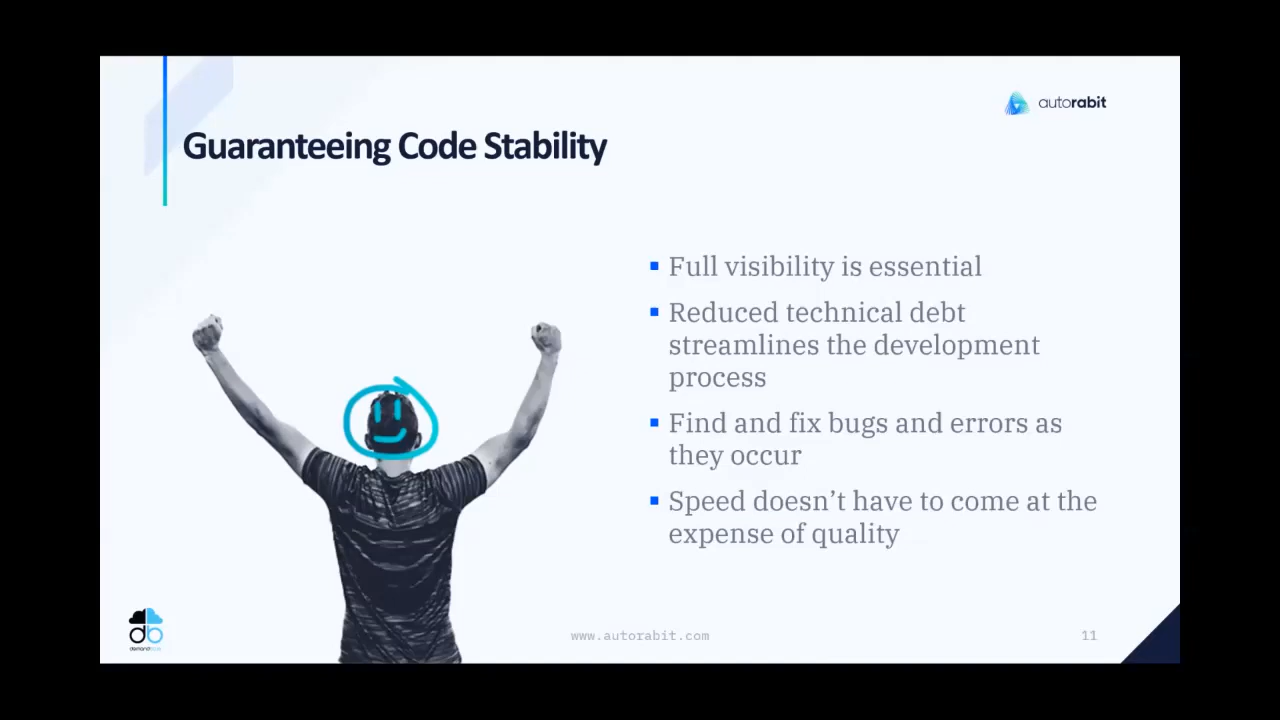 autorabit
Guaranteeing Code Stability
Full visibility is essential
Reduced technical debt
streamlines the development
process
Find and fix bugs and errors as
they occur
Speed doesn’t have to come at the
expense of quality
db
www.autorabit.com
11